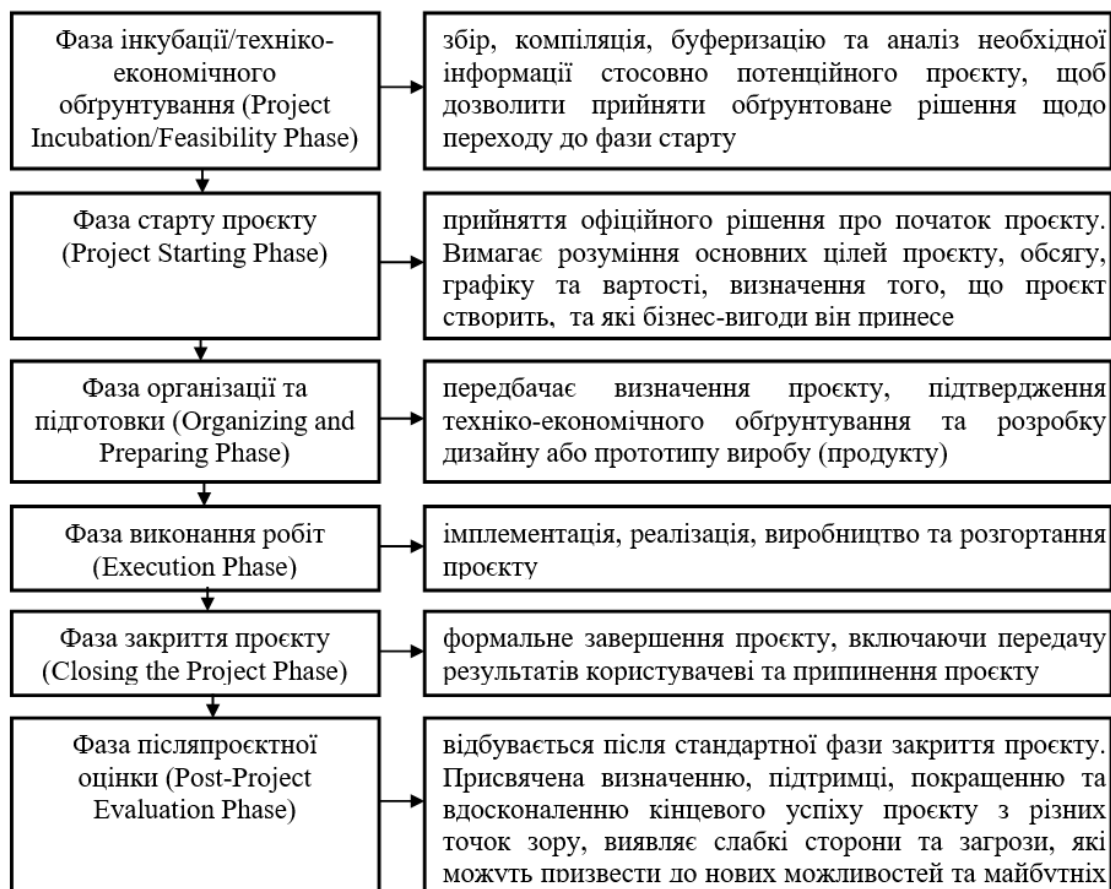 Фаза інкубації/техніко-
економічного
обґрунтування (Project
Incubation/Feasibility Phase)
збір, компіляція, буферизацію та аналіз необхідної
інформації стосовно потенційного проєкту, щоб
дозволити прийняти обґрунтоване рішення щодо
переходу до фази старту
Фаза старту проєкту
(Project Starting Phase)
прийняття офіційного рішення про початок проєкту.
Вимагає розуміння основних цілей проєкту, обсягу,
графіку та вартості, визначення того, що проєкт
створить, та які бізнес-вигоди він принесе
Фаза організації та
підготовки (Organizing and
Preparing Phase)
передбачає визначення проєкту, підтвердження
техніко-економічного обґрунтування та розробку
дизайну або прототипу виробу (продукту)
Фаза виконання робіт
(Execution Phase)
імплементація, реалізація, виробництво та розгортання
проєкту
Фаза закриття проєкту
(Closing the Project Phase)
формальне завершення проєкту, включаючи передачу
результатів користувачеві та припинення проєкту
Фаза післяпроєктної
оцінки (Post-Project
Evaluation Phase)
відбувається після стандартної фази закриття проєкту.
Присвячена визначенню, підтримці, покращенню та
вдосконаленню кінцевого успіху проєкту з різних
точок зору, виявляє слабкі сторони та загрози, які
можуть призвести до нових можливостей та майбутніх